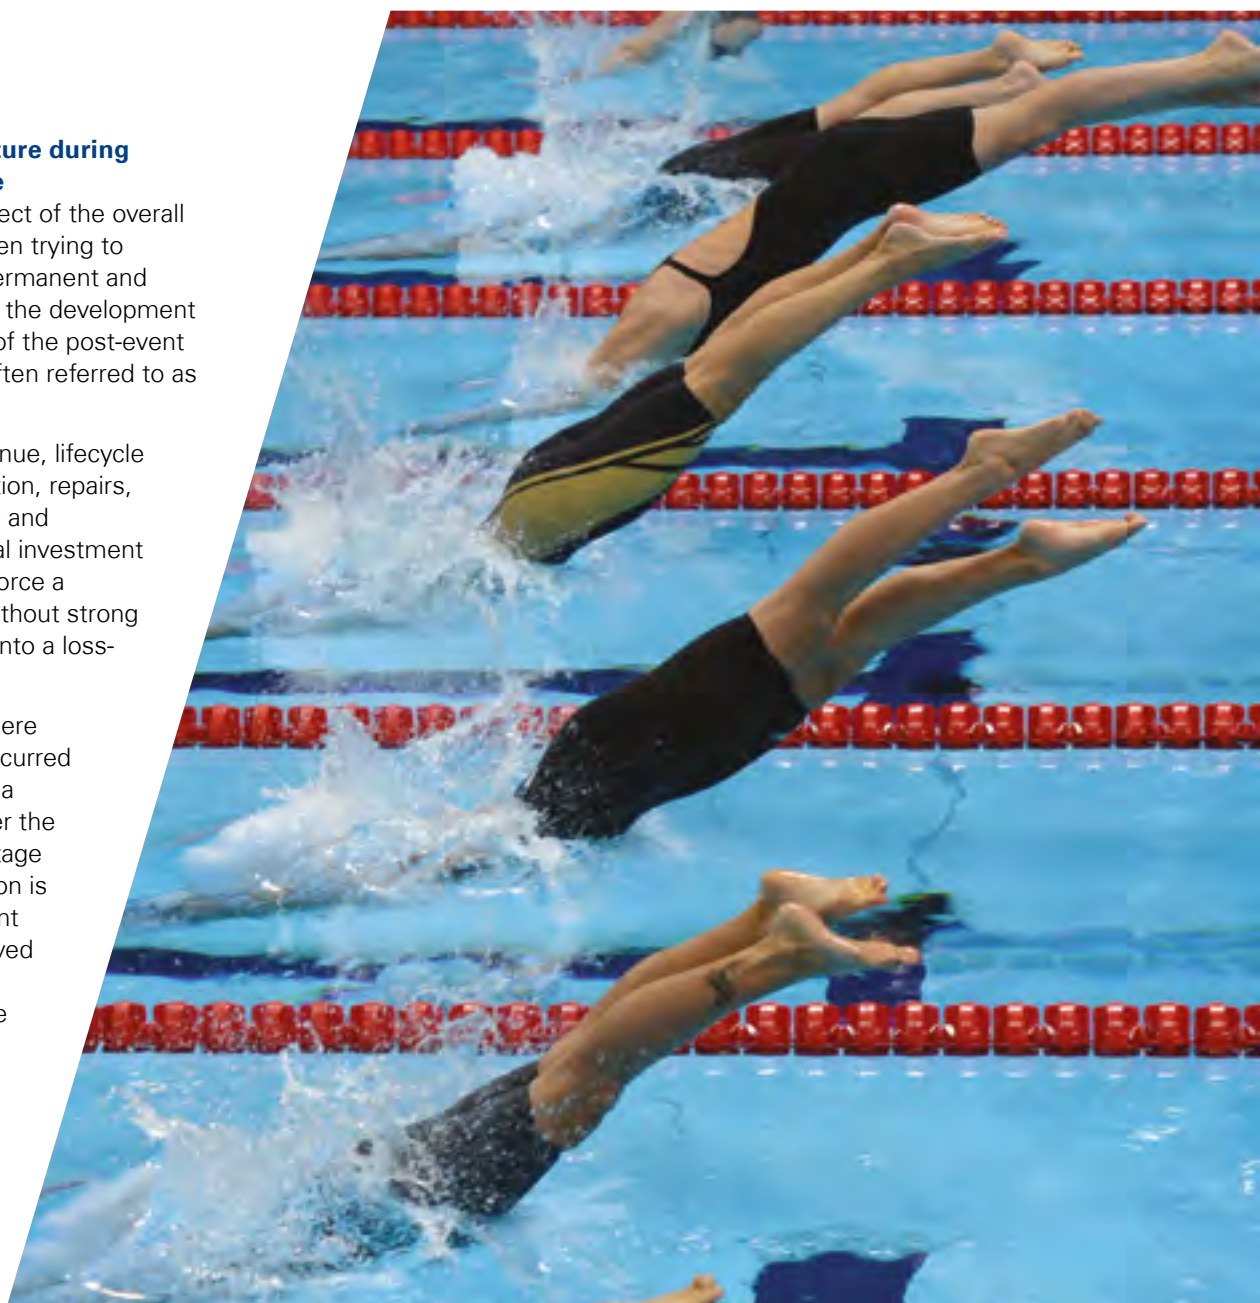 ture during
e
ect of the overall
en trying to
ermanent and
the development
of the post-event
ften referred to as
nue, lifecycle
tion, repairs,
and
al investment
orce a
ithout strong
nto a loss-
ere
curred
a
er the
tage
on is
nt
ved
e